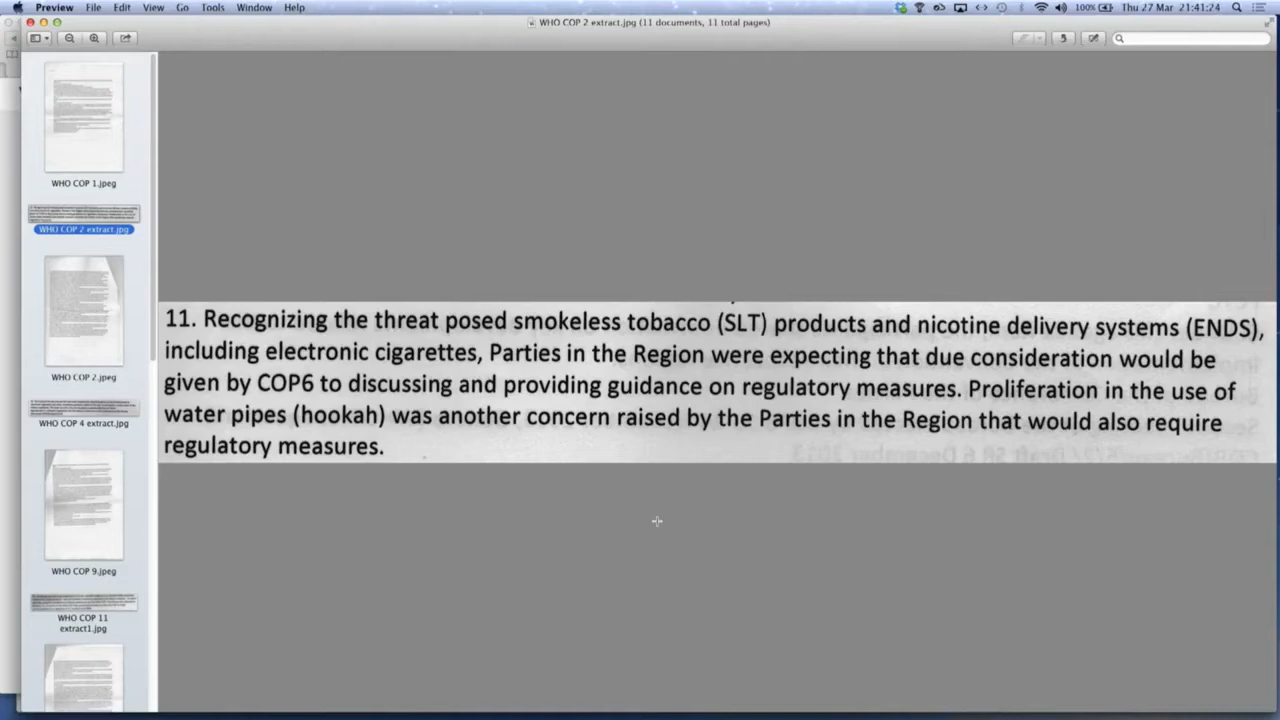 Preview File Edit View Go Tools Window Help
100% Thu 27 Mar 21:41:24
WHO COP 2 extract.jpg (11 documents, 11 total pages)
WHO COP 1.jpeg
WHO COP 2 extract.jpg
WHO COP 2.jpeg
WHO COP 4 extract.jpg
WHO COP 9.jpeg
WHO COP 11
extract1.jpg
11. Recognizing the threat posed smokeless tobacco (SLT) products and nicotine delivery systems (ENDS),
including electronic cigarettes, Parties in the Region were expecting that due consideration would be
given by COP6 to discussing and providing guidance on regulatory measures. Proliferation in the use of
water pipes (hookah) was another concern raised by the Parties in the Region that would also require
regulatory measures.